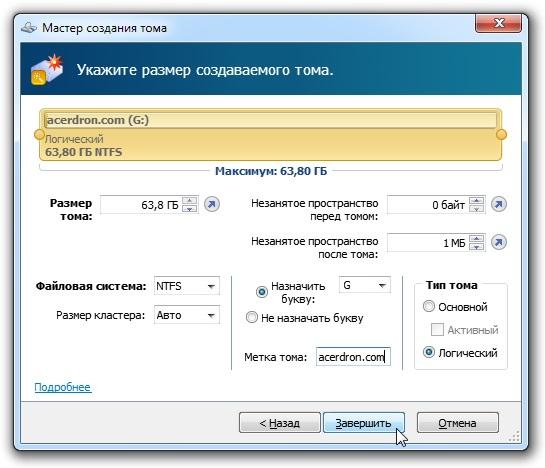 Мастер создания тома
Укажите размер создаваемого тома.
acerdron.com (G:)
Логический
63,80 ГБ NTFS
Максимум: 63,80 ГБ
Размер тома: 63,8 ГБ
Незанятое пространство перед томом: 0 байт
Незанятое пространство после тома: 1 МБ
Файловая система: NTFS
Размер кластера: Авто
Назначить букву: G
Не назначать букву
Метка тома: acerdron.com
Тип тома
Основной
Активный
Логический
Подробнее
< Назад Завершить Отмена